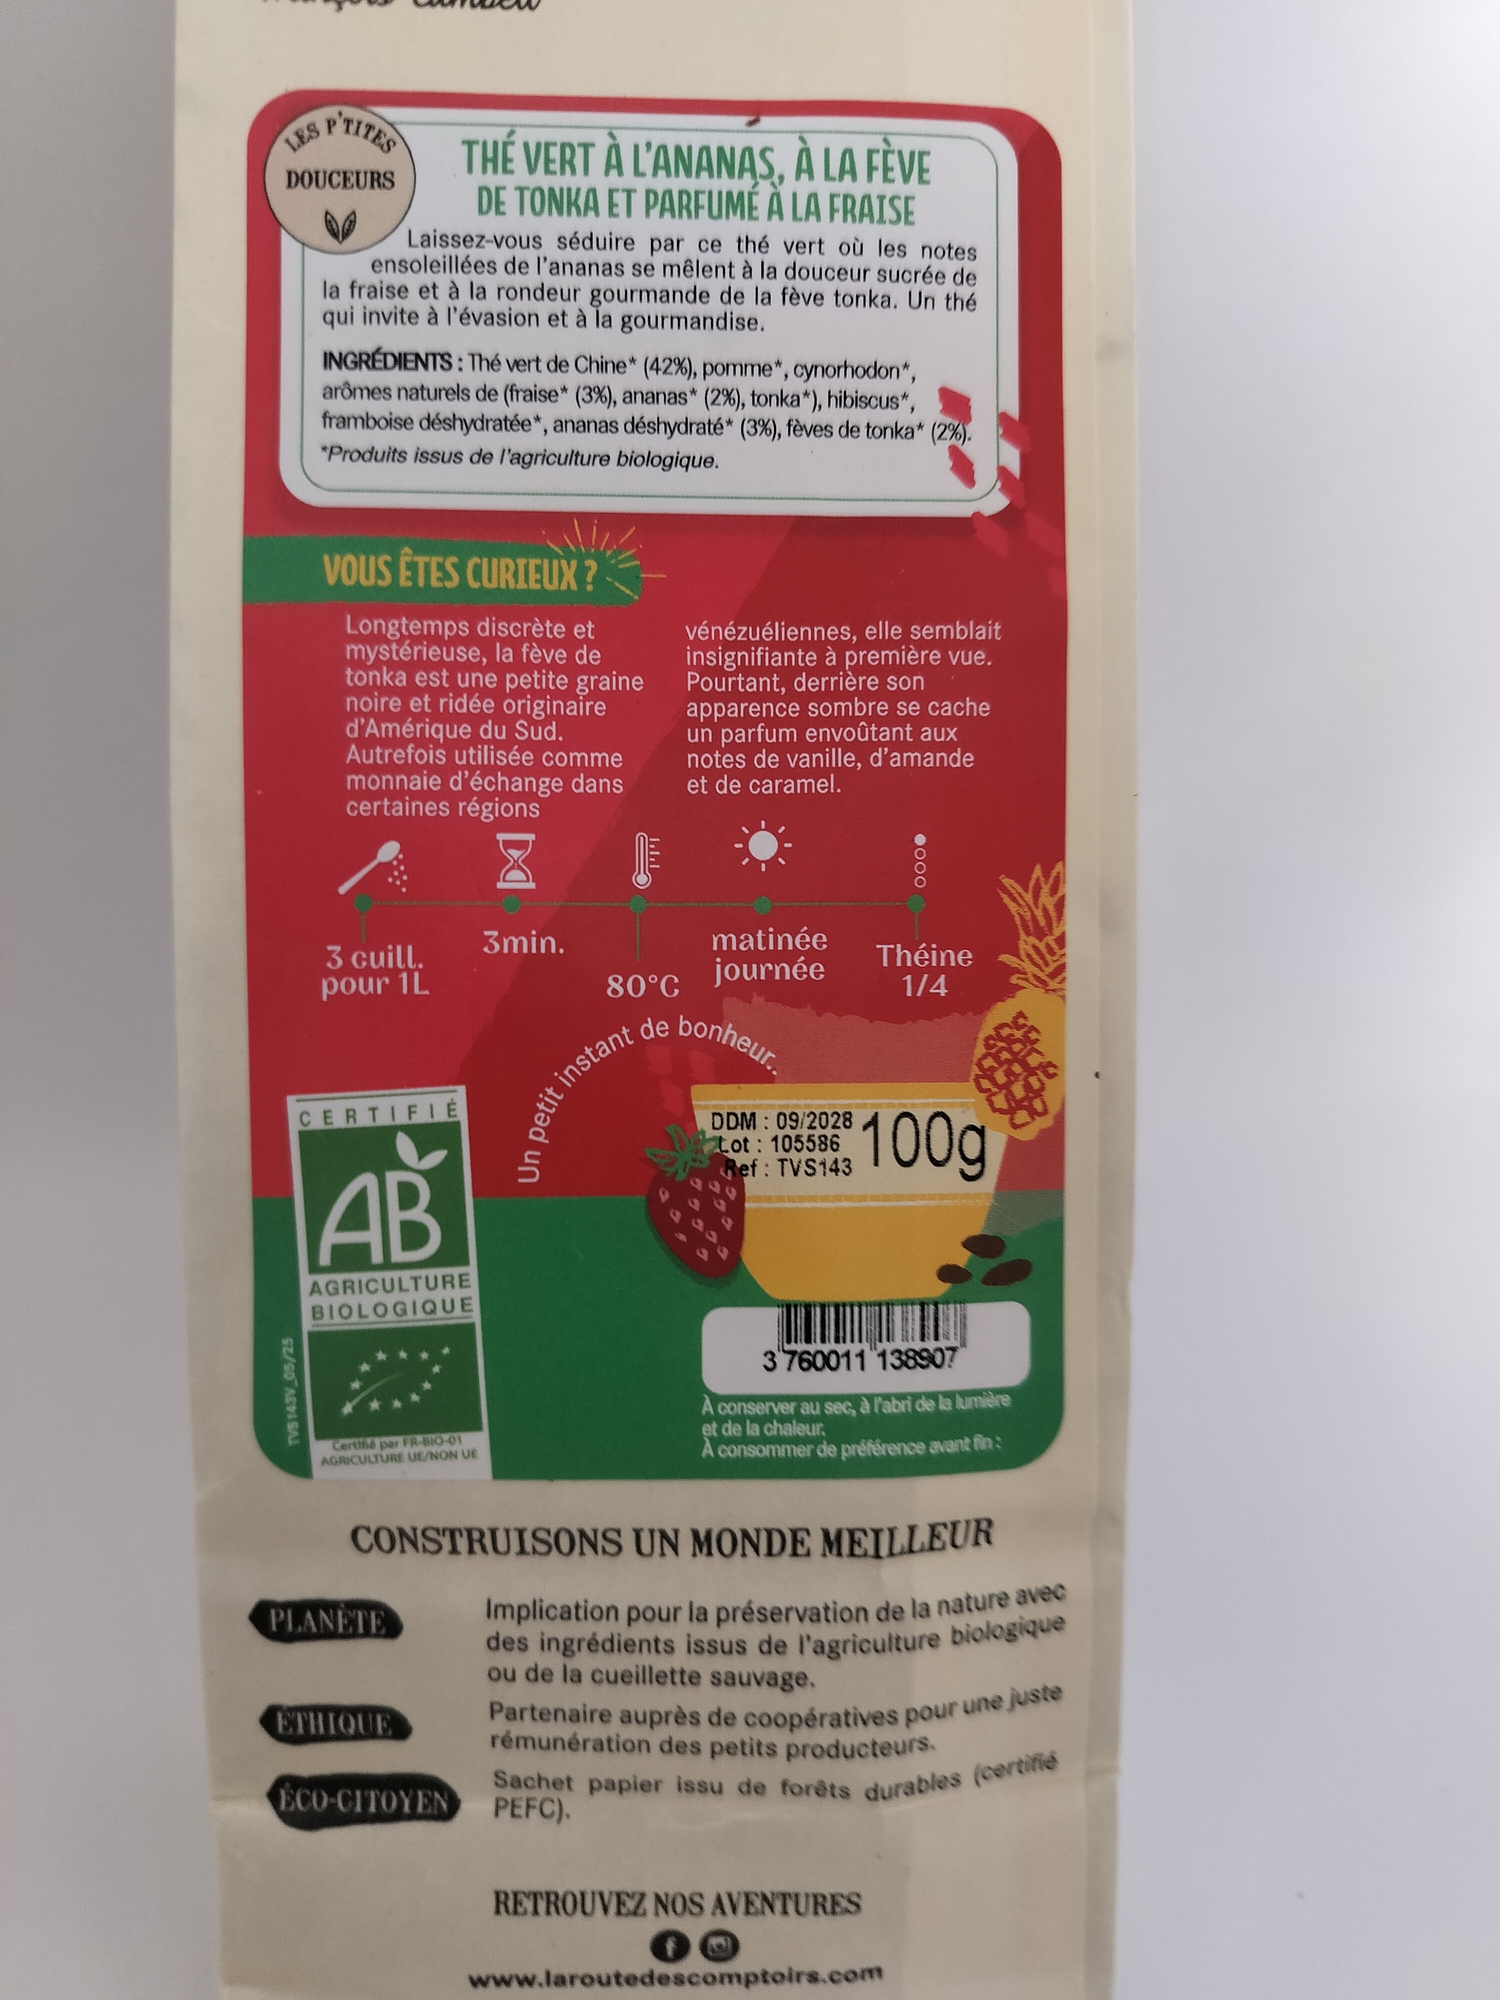 LES P'TITES
DOUCEURS
THÉ VERT À L'ANANAS, À LA FÈVE
DE TONKA ET PARFUMÉ À LA FRAISE
Laissez-vous séduire par ce thé vert où les notes
ensoleillées de l'ananas se mêlent à la douceur sucrée de
la fraise et à la rondeur gourmande de la fève tonka. Un thé
qui invite à l'évasion et à la gourmandise.
INGRÉDIENTS : Thé vert de Chine* (42%), pomme*, cynorhodon*,
arômes naturels de (fraise* (3%), ananas* (2%), tonka*), hibiscus*,
framboise déshydratée*, ananas déshydraté* (3%), fèves de tonka* (2%).
*Produits issus de l'agriculture biologique.
VOUS ÊTES CURIEUX ?
Longtemps discrète et
mystérieuse, la fève de
tonka est une petite graine
noire et ridée originaire
d'Amérique du Sud.
Autrefois utilisée comme
monnaie d'échange dans
certaines régions
vénézuéliennes, elle semblait
insignifiante à première vue.
Pourtant, derrière son
apparence sombre se cache
un parfum envoûtant aux
notes de vanille, d'amande
et de caramel.
3 cuill.
pour 1L
3min.
80°C
matinée
journée
Théine
1/4
Un petit instant de bonheur..
CERTIFIÉ
AB
AGRICULTURE
BIOLOGIQUE
Certifié par FR-BIO-01
AGRICULTURE UE/NON UE
TVS143V_05/25
DDM : 09/2028
Lot : 105586
Ref : TVS143
100g
3 760011 138907
À conserver au sec, à l'abri de la lumière
et de la chaleur.
À consommer de préférence avant fin :
CONSTRUISONS UN MONDE MEILLEUR
PLANÈTE
Implication pour la préservation de la nature avec
des ingrédients issus de l'agriculture biologique
ou de la cueillette sauvage.
ÉTHIQUE
Partenaire auprès de coopératives pour une juste
rémunération des petits producteurs.
ÉCO-CITOYEN
Sachet papier issu de forêts durables (certifié
PEFC).
RETROUVEZ NOS AVENTURES
www.laroutedescomptoirs.com